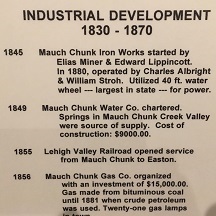 INDUSTRIAL DEVELOPMENT
1830 - 1870
1845 Mauch Chunk Iron Works started by
Elias Miner & Edward Lippincott.
In 1880, operated by Charles Albright
& William Stroh. Utilized 40 ft. water
wheel --- largest in state --- for power.
1849 Mauch Chunk Water Co. chartered.
Springs in Mauch Chunk Creek Valley
were source of supply. Cost of
construction: $9000.00.
1855 Lehigh Valley Railroad opened service
from Mauch Chunk to Easton.
1856 Mauch Chunk Gas Co. organized
with an investment of $15,000.00.
Gas made from bituminous coal
until 1881 when crude petroleum
was used. Twenty-one gas lamps
in town